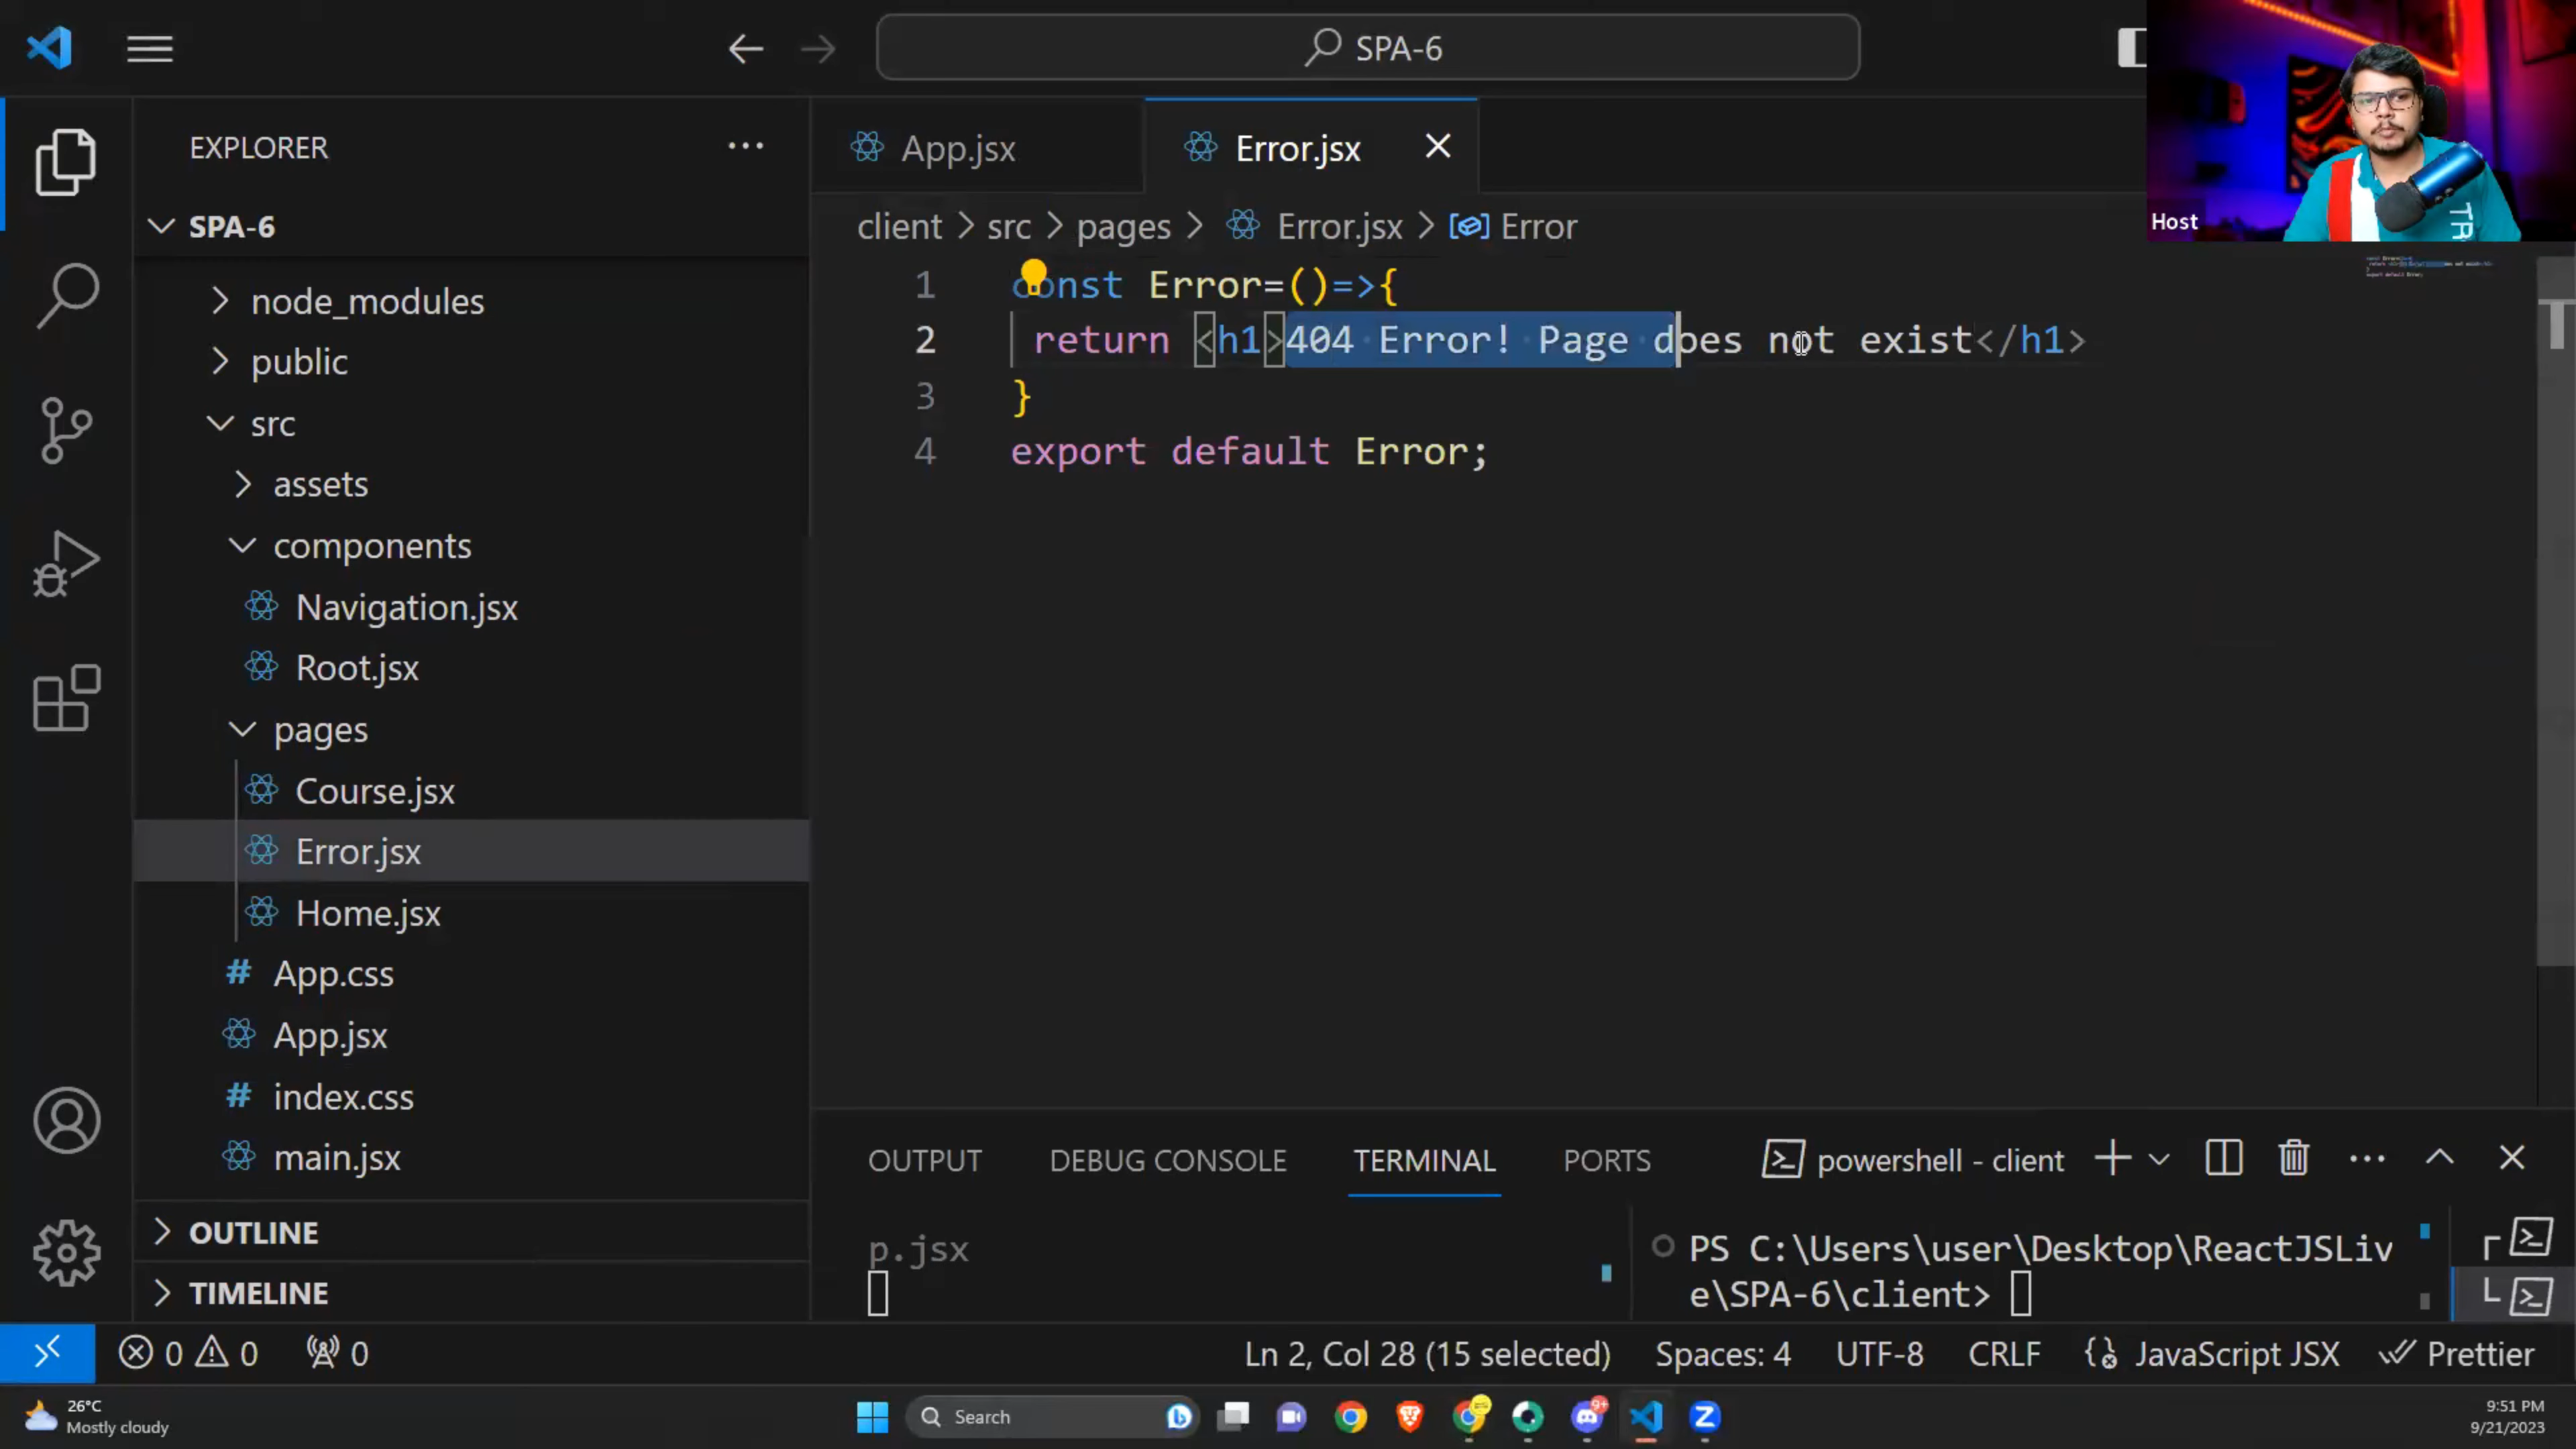 SPA-6
Host
TR
EXPLORER
SPA-6
node_modules
public
src
assets
components
Navigation.jsx
Root.jsx
pages
Course.jsx
Error.jsx
Home.jsx
App.css
App.jsx
index.css
main.jsx
OUTLINE
TIMELINE
App.jsx
Error.jsx
client > src > pages > Error.jsx > Error
1 const Error=()=>{
2 return <h1>404 Error! Page does not exist</h1>
3 }
4 export default Error;
OUTPUT DEBUG CONSOLE TERMINAL PORTS powershell - client
p.jsx
PS C:\Users\user\Desktop\ReactJSLiv
e\SPA-6\client>
0 0 0
Ln 2, Col 28 (15 selected) Spaces: 4 UTF-8 CRLF JavaScript JSX Prettier
26°C
Mostly cloudy
Search
9+
9:51 PM
9/21/2023